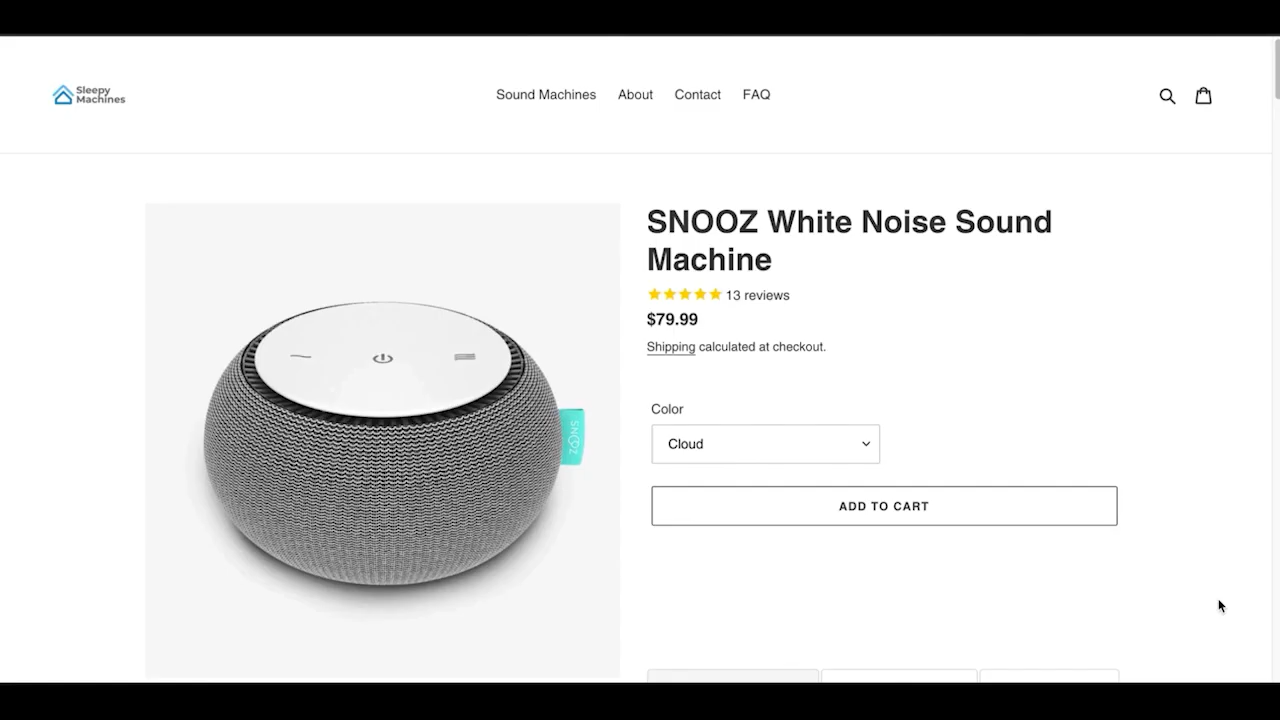 Sleepy
Machines
Sound Machines
About
Contact
FAQ
SNOOZ White Noise Sound
Machine
13 reviews
$79.99
Shipping calculated at checkout.
Color
Cloud
ADD TO CART
SNOOZ